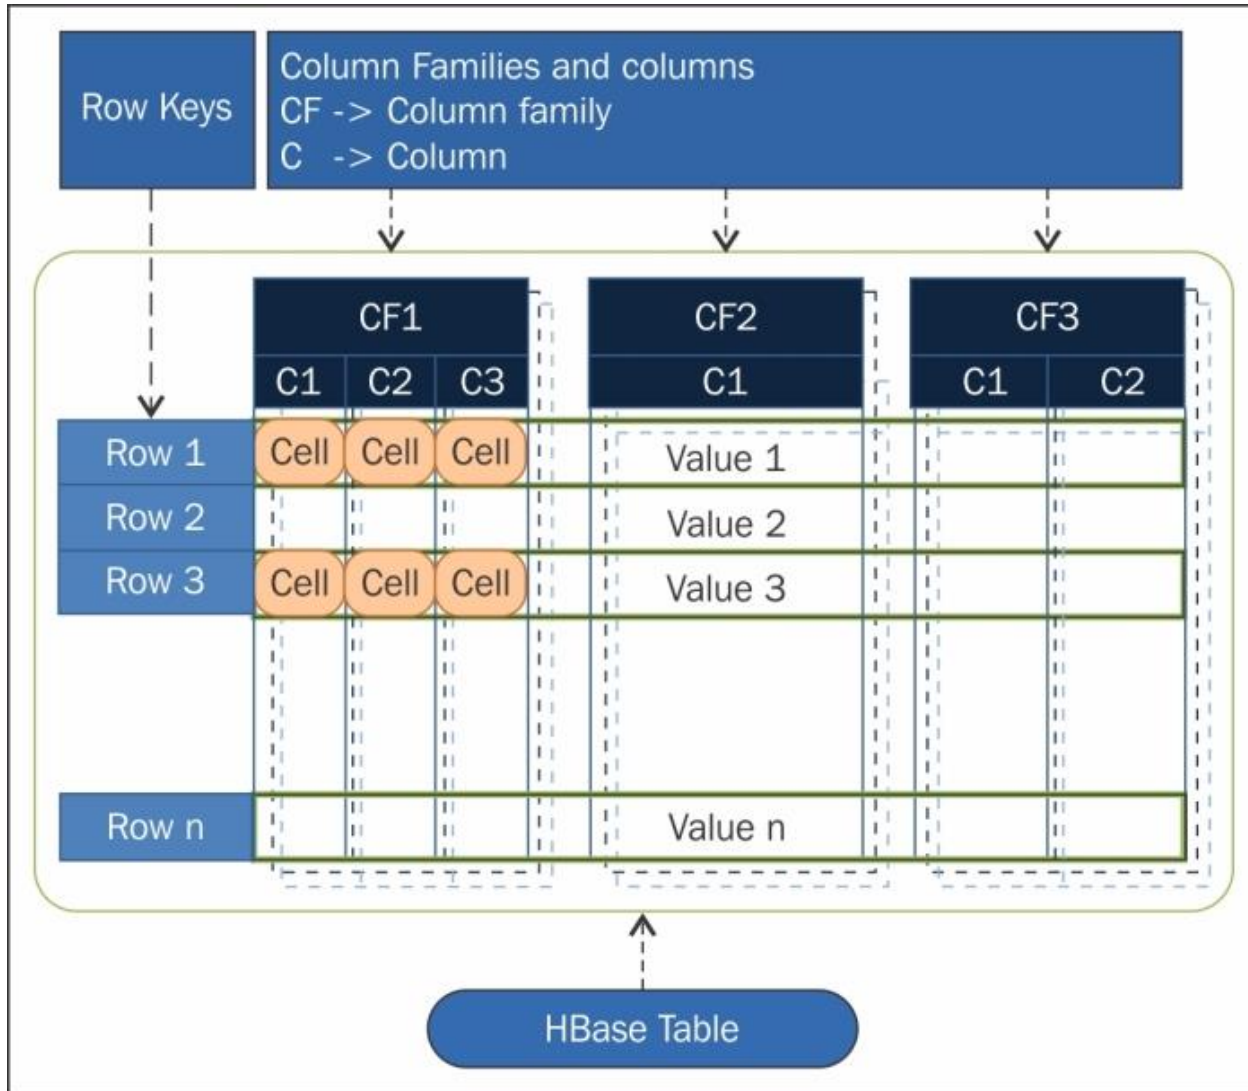 Row Keys
Column Families and columns
CF -> Column family
C -> Column
CF1
CF2
CF3
C1
C2
C3
C1
C1
C2
Row 1
Cell
Cell
Cell
Value 1
Row 2
Value 2
Row 3
Cell
Cell
Cell
Value 3
Row n
Value n
HBase Table